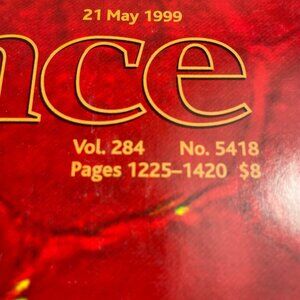 21 May 1999
nce
Vol. 284 No. 5418
Pages 1225–1420 $8